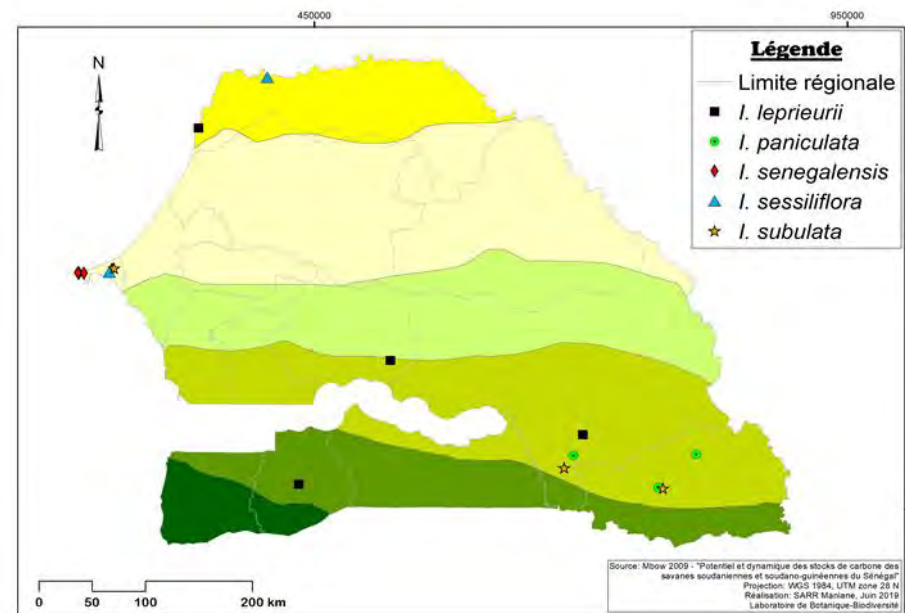 450000
950000
N
Légende
Limite régionale
I. leprieurii
I. paniculata
I. senegalensis
I. sessiliflora
I. subulata
0 50 100 200 km
Source: Mbow 2009 - "Potentiel et dynamique des stocks de carbone des
savanes soudaniennes et soudano-guinéennes du Sénégal"
Projection: WGS 1984, UTM zone 28 N
Réalisation: SARR Maniane, Juin 2019
Laboratoire de Botanique-Biodiversité